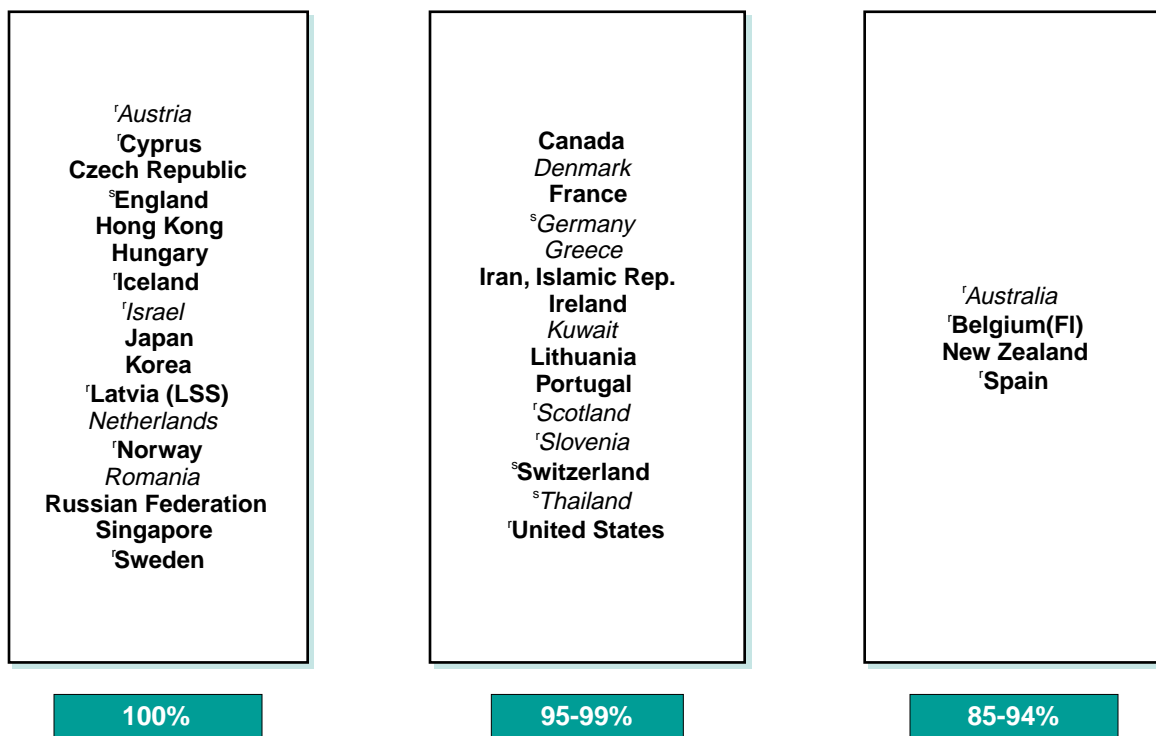 rAustria
rCyprus
Czech Republic
sEngland
Hong Kong
Hungary
rIceland
rIsrael
Japan
Korea
rLatvia (LSS)
Netherlands
rNorway
Romania
Russian Federation
Singapore
rSweden
100%
Canada
Denmark
France
sGermany
Greece
Iran, Islamic Rep.
Ireland
Kuwait
Lithuania
Portugal
rScotland
rSlovenia
sSwitzerland
sThailand
rUnited States
95-99%
rAustralia
rBelgium(Fl)
New Zealand
rSpain
85-94%